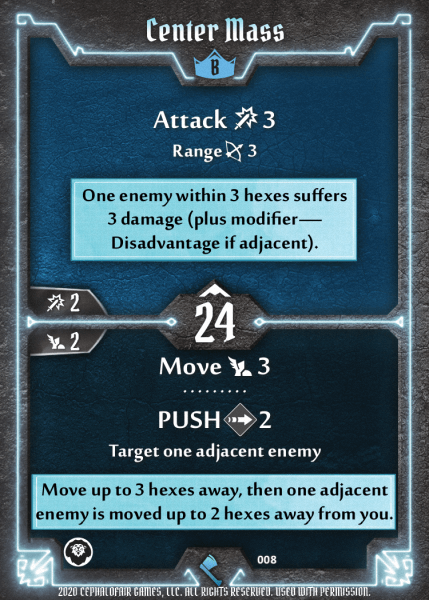 Center Mass
B
Attack 3
Range 3
One enemy within 3 hexes suffers
3 damage (plus modifier—
Disadvantage if adjacent).
2
24
2
Move 3
PUSH 2
Target one adjacent enemy
Move up to 3 hexes away, then one adjacent
enemy is moved up to 2 hexes away from you.
008
2020 CEPHALOFAIR GAMES, LLC. ALL RIGHTS RESERVED. USED WITH PERMISSION.